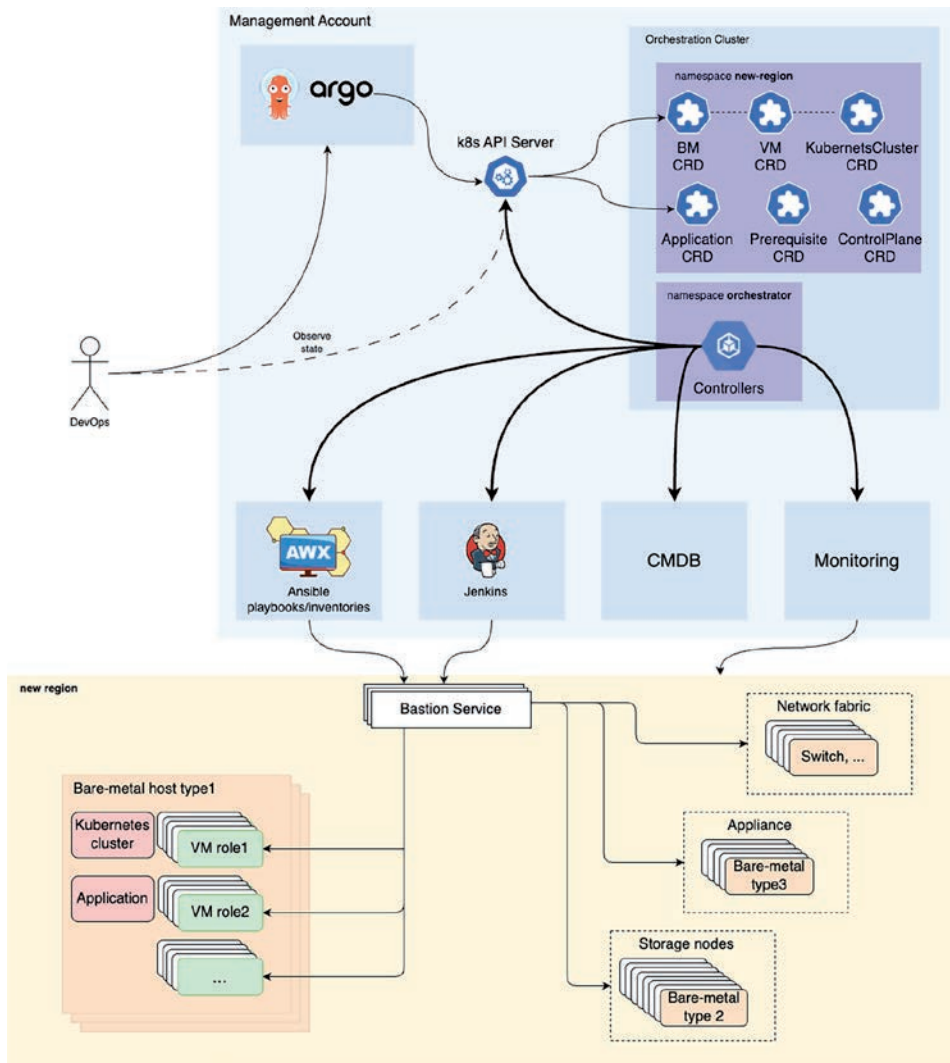 Management Account
argo
k8s API Server
Orchestration Cluster
namespace new-region
BM
CRD
VM
CRD
KubernetsCluster
CRD
Application
CRD
Prerequisite
CRD
ControlPlane
CRD
namespace orchestrator
Controllers
Observe
state
DevOps
AWX
Ansible
playbooks/inventories
Jenkins
CMDB
Monitoring
new region
Bastion Service
Network fabric
Switch, ...
Bare-metal host type1
Kubernetes
cluster
VM role1
Application
VM role2
...
Appliance
Bare-metal
type3
Storage nodes
Bare-metal
type 2